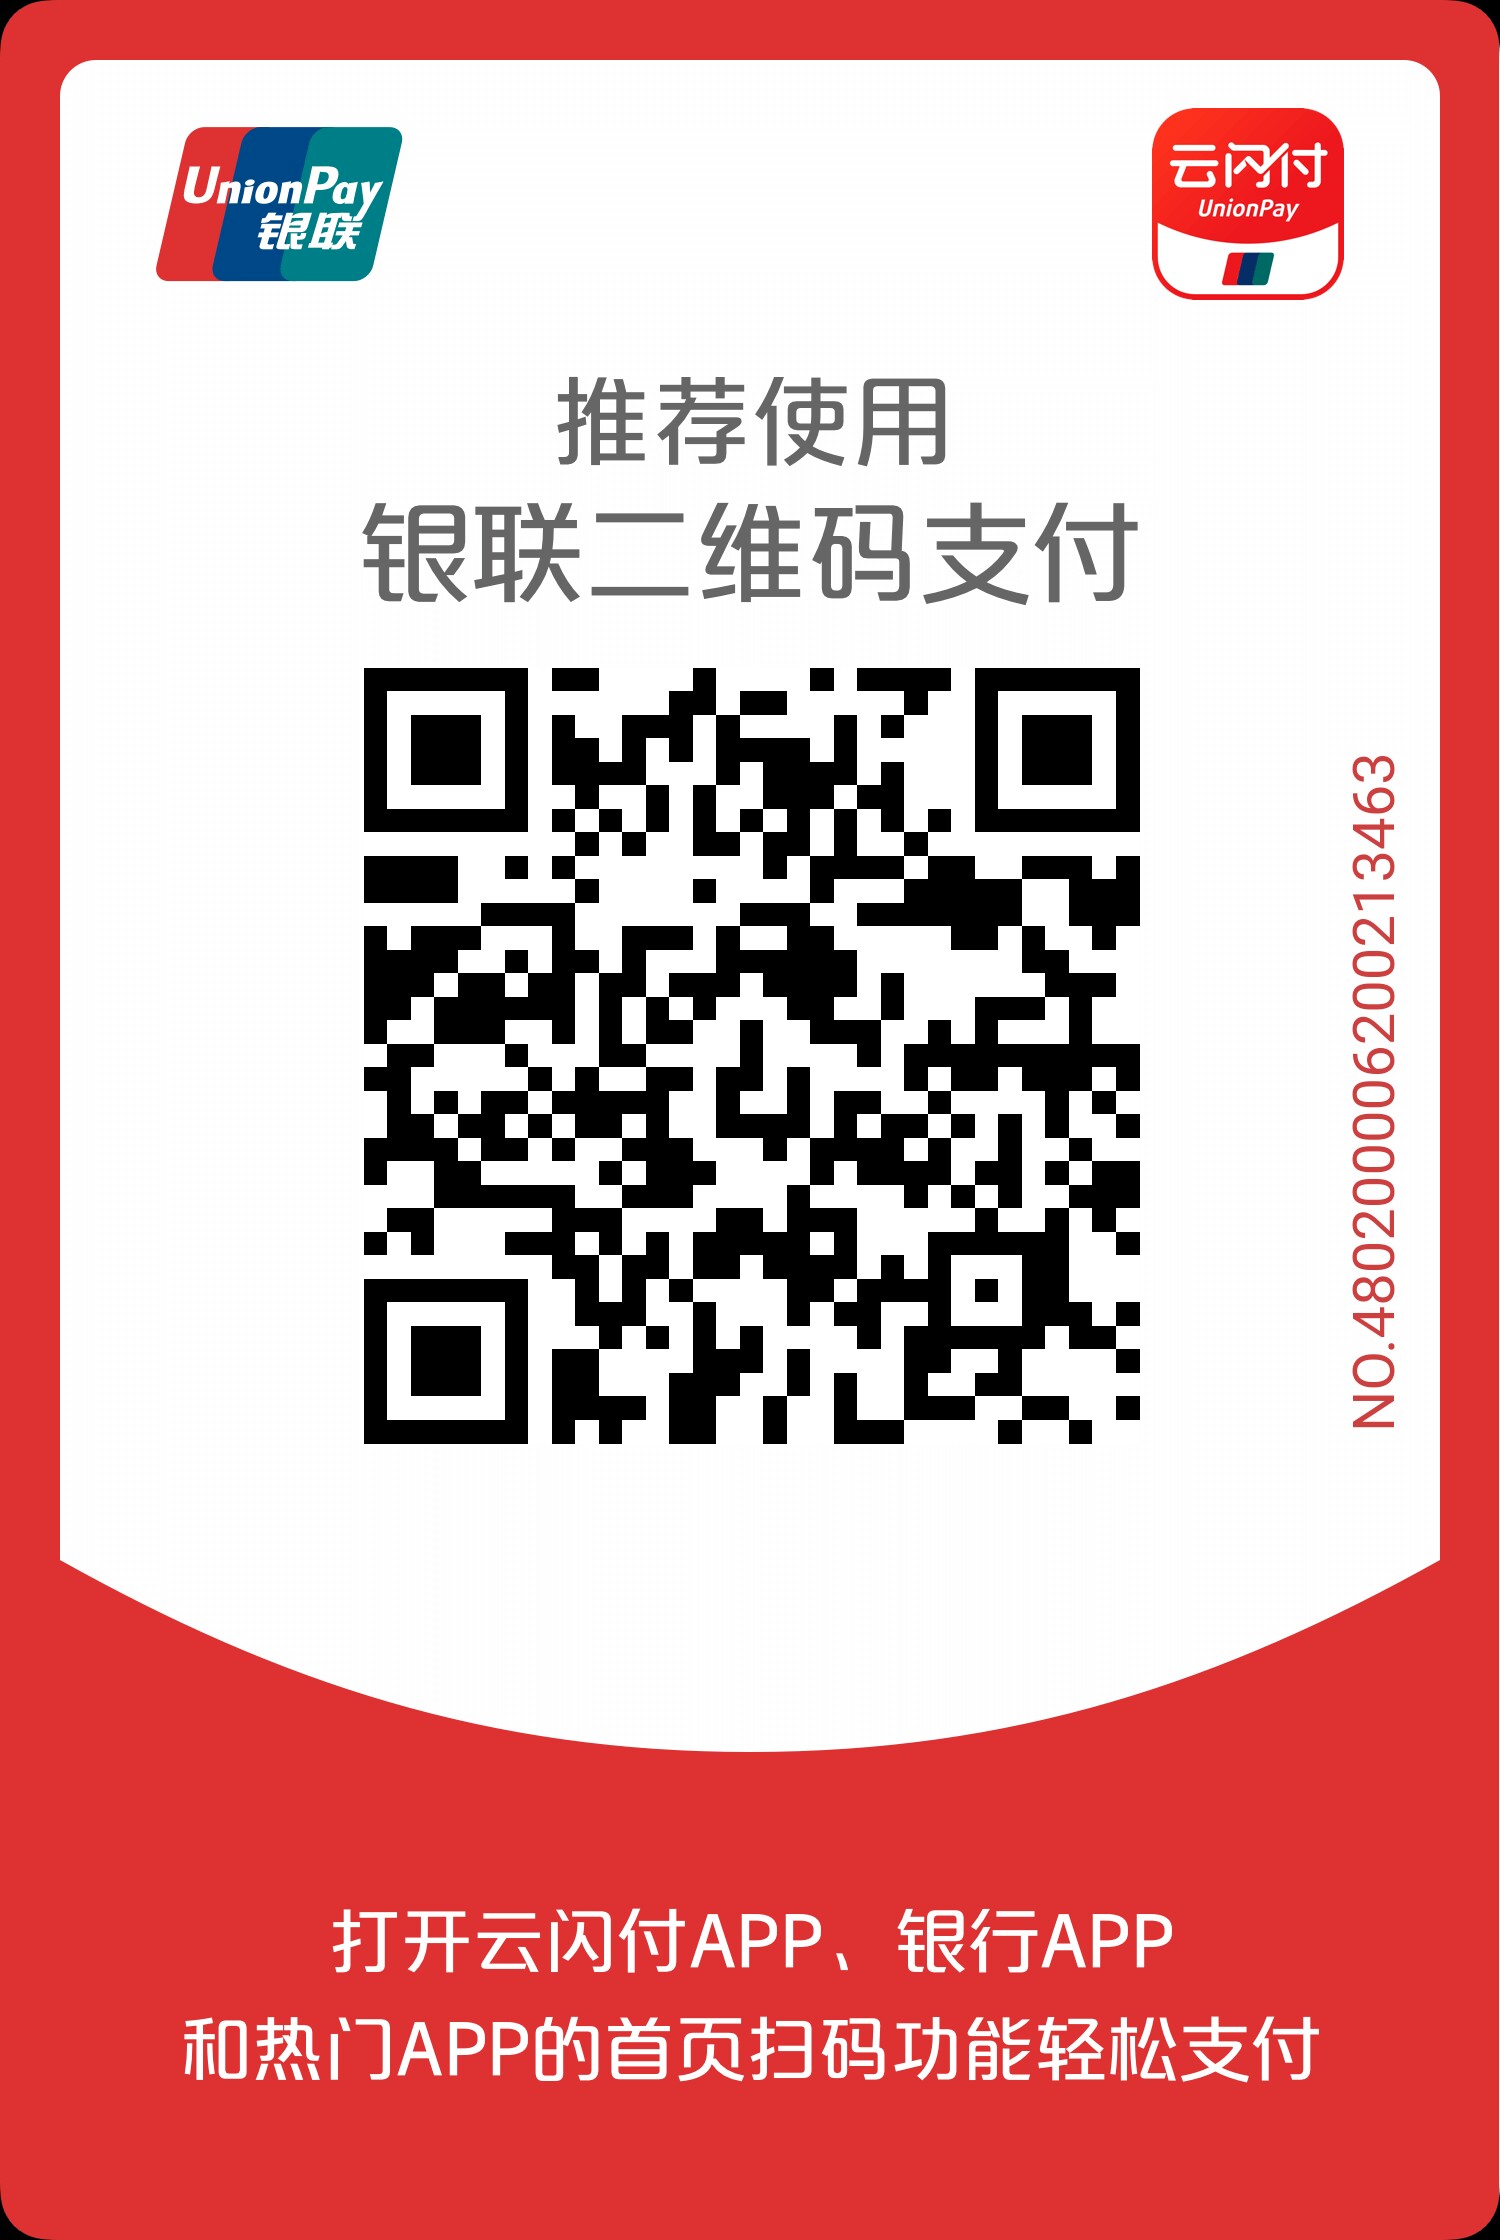 UnionPay
银联
云闪付
UnionPay
推荐使用
银联二维码支付
NO.480200006200213463
打开云闪付APP、银行APP
和热门APP的首页扫码功能轻松支付